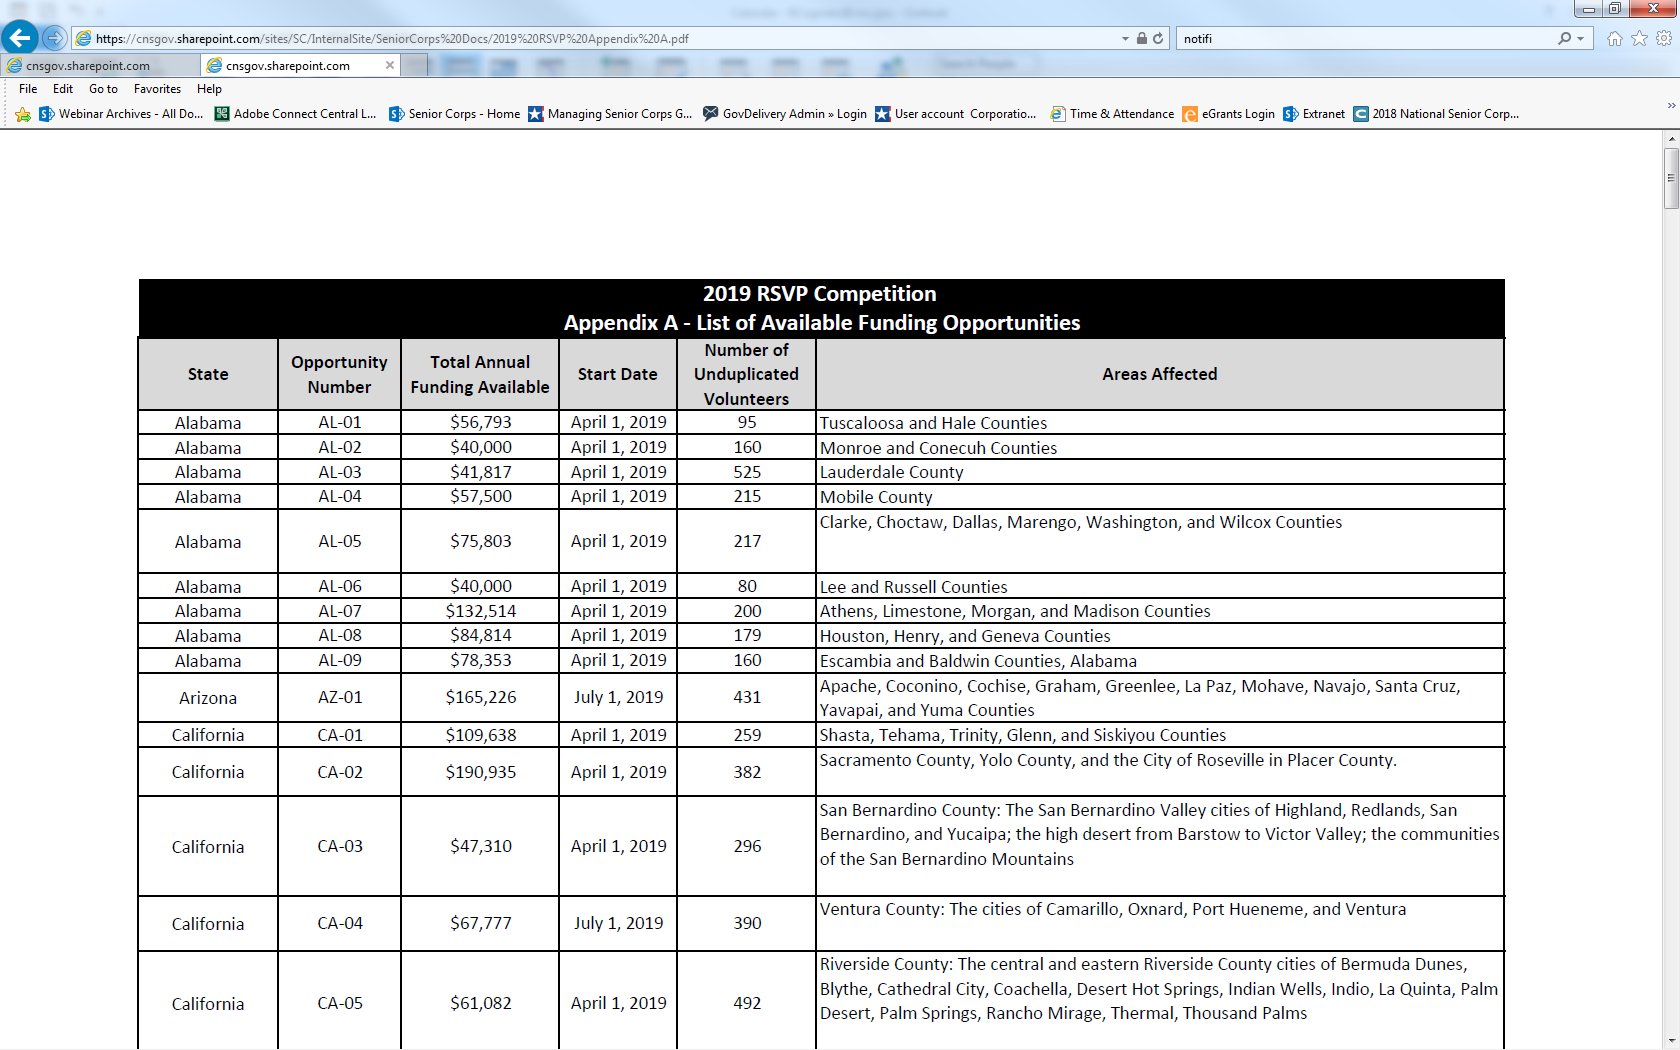 https://cnsgov.sharepoint.com/sites/SC/InternalSite/SeniorCorps%20Docs/2019%20RSVP%20Appendix%20A.pdf
notifi
cnsgov.sharepoint.com
cnsgov.sharepoint.com
File Edit Go to Favorites Help
Webinar Archives - All Do... Adobe Connect Central L... Senior Corps - Home Managing Senior Corps G... GovDelivery Admin » Login User account Corporatio... Time & Attendance eGrants Login Extranet 2018 National Senior Corp...
2019 RSVP Competition
Appendix A - List of Available Funding Opportunities
State Opportunity Number Total Annual Funding Available Start Date Number of Unduplicated Volunteers Areas Affected
Alabama AL-01 $56,793 April 1, 2019 95 Tuscaloosa and Hale Counties
Alabama AL-02 $40,000 April 1, 2019 160 Monroe and Conecuh Counties
Alabama AL-03 $41,817 April 1, 2019 525 Lauderdale County
Alabama AL-04 $57,500 April 1, 2019 215 Mobile County
Alabama AL-05 $75,803 April 1, 2019 217 Clarke, Choctaw, Dallas, Marengo, Washington, and Wilcox Counties
Alabama AL-06 $40,000 April 1, 2019 80 Lee and Russell Counties
Alabama AL-07 $132,514 April 1, 2019 200 Athens, Limestone, Morgan, and Madison Counties
Alabama AL-08 $84,814 April 1, 2019 179 Houston, Henry, and Geneva Counties
Alabama AL-09 $78,353 April 1, 2019 160 Escambia and Baldwin Counties, Alabama
Arizona AZ-01 $165,226 July 1, 2019 431 Apache, Coconino, Cochise, Graham, Greenlee, La Paz, Mohave, Navajo, Santa Cruz,
Yavapai, and Yuma Counties
California CA-01 $109,638 April 1, 2019 259 Shasta, Tehama, Trinity, Glenn, and Siskiyou Counties
California CA-02 $190,935 April 1, 2019 382 Sacramento County, Yolo County, and the City of Roseville in Placer County.
California CA-03 $47,310 April 1, 2019 296 San Bernardino County: The San Bernardino Valley cities of Highland, Redlands, San
Bernardino, and Yucaipa; the high desert from Barstow to Victor Valley; the communities
of the San Bernardino Mountains
California CA-04 $67,777 July 1, 2019 390 Ventura County: The cities of Camarillo, Oxnard, Port Hueneme, and Ventura
California CA-05 $61,082 April 1, 2019 492 Riverside County: The central and eastern Riverside County cities of Bermuda Dunes,
Blythe, Cathedral City, Coachella, Desert Hot Springs, Indian Wells, Indio, La Quinta, Palm
Desert, Palm Springs, Rancho Mirage, Thermal, Thousand Palms